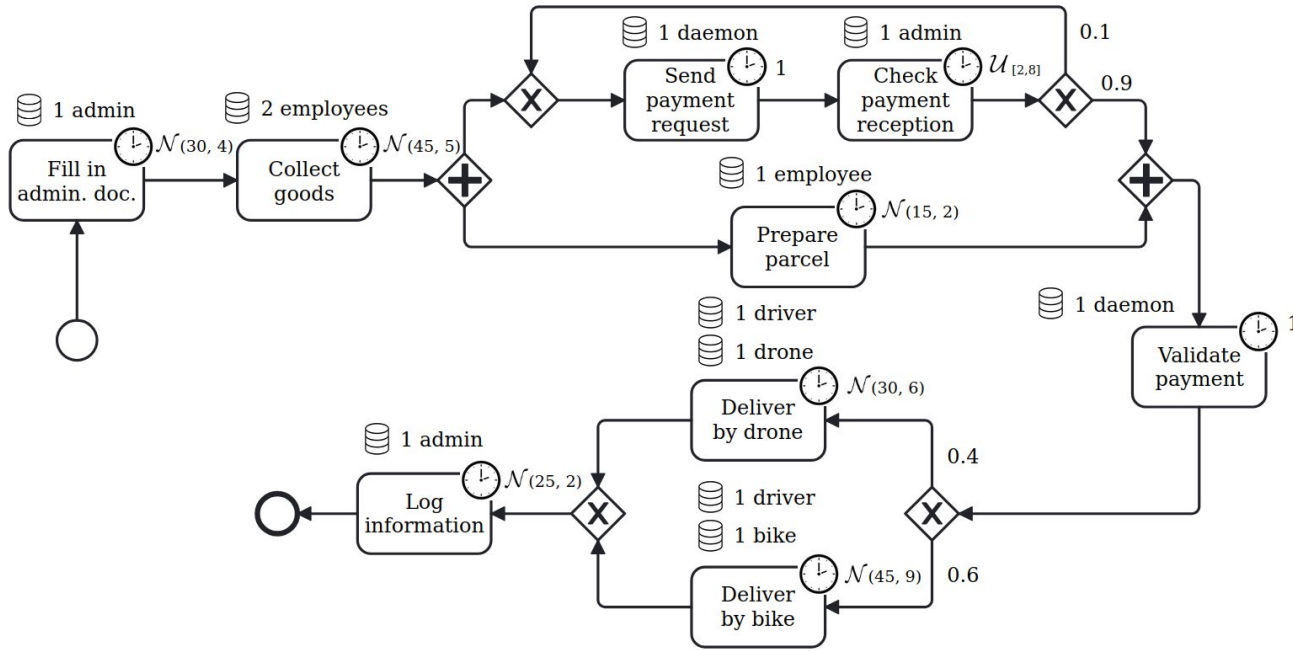 1 daemon
1 admin
0.1
Send
payment
request
1
Check
payment
reception
𝒰[2,8]
0.9
X
X
1 admin
2 employees
Fill in
admin. doc.
𝒩(30, 4)
Collect
goods
𝒩(45, 5)
1 employee
Prepare
parcel
𝒩(15, 2)
1 daemon
Validate
payment
1
1 driver
1 drone
Deliver
by drone
𝒩(30, 6)
0.4
1 admin
Log
information
𝒩(25, 2)
X
X
1 driver
1 bike
Deliver
by bike
𝒩(45, 9)
0.6